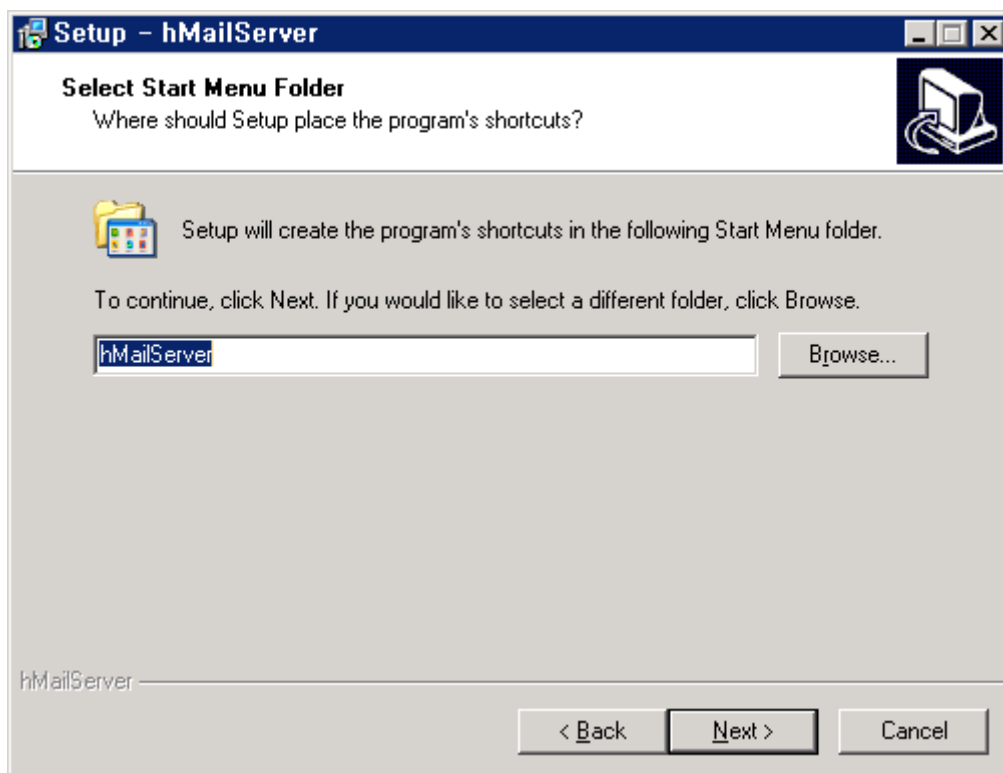 Setup - hMailServer
Select Start Menu Folder
Where should Setup place the program's shortcuts?
Setup will create the program's shortcuts in the following Start Menu folder.
To continue, click Next. If you would like to select a different folder, click Browse.
hMailServer
Browse...
hMailServer
< Back
Next >
Cancel